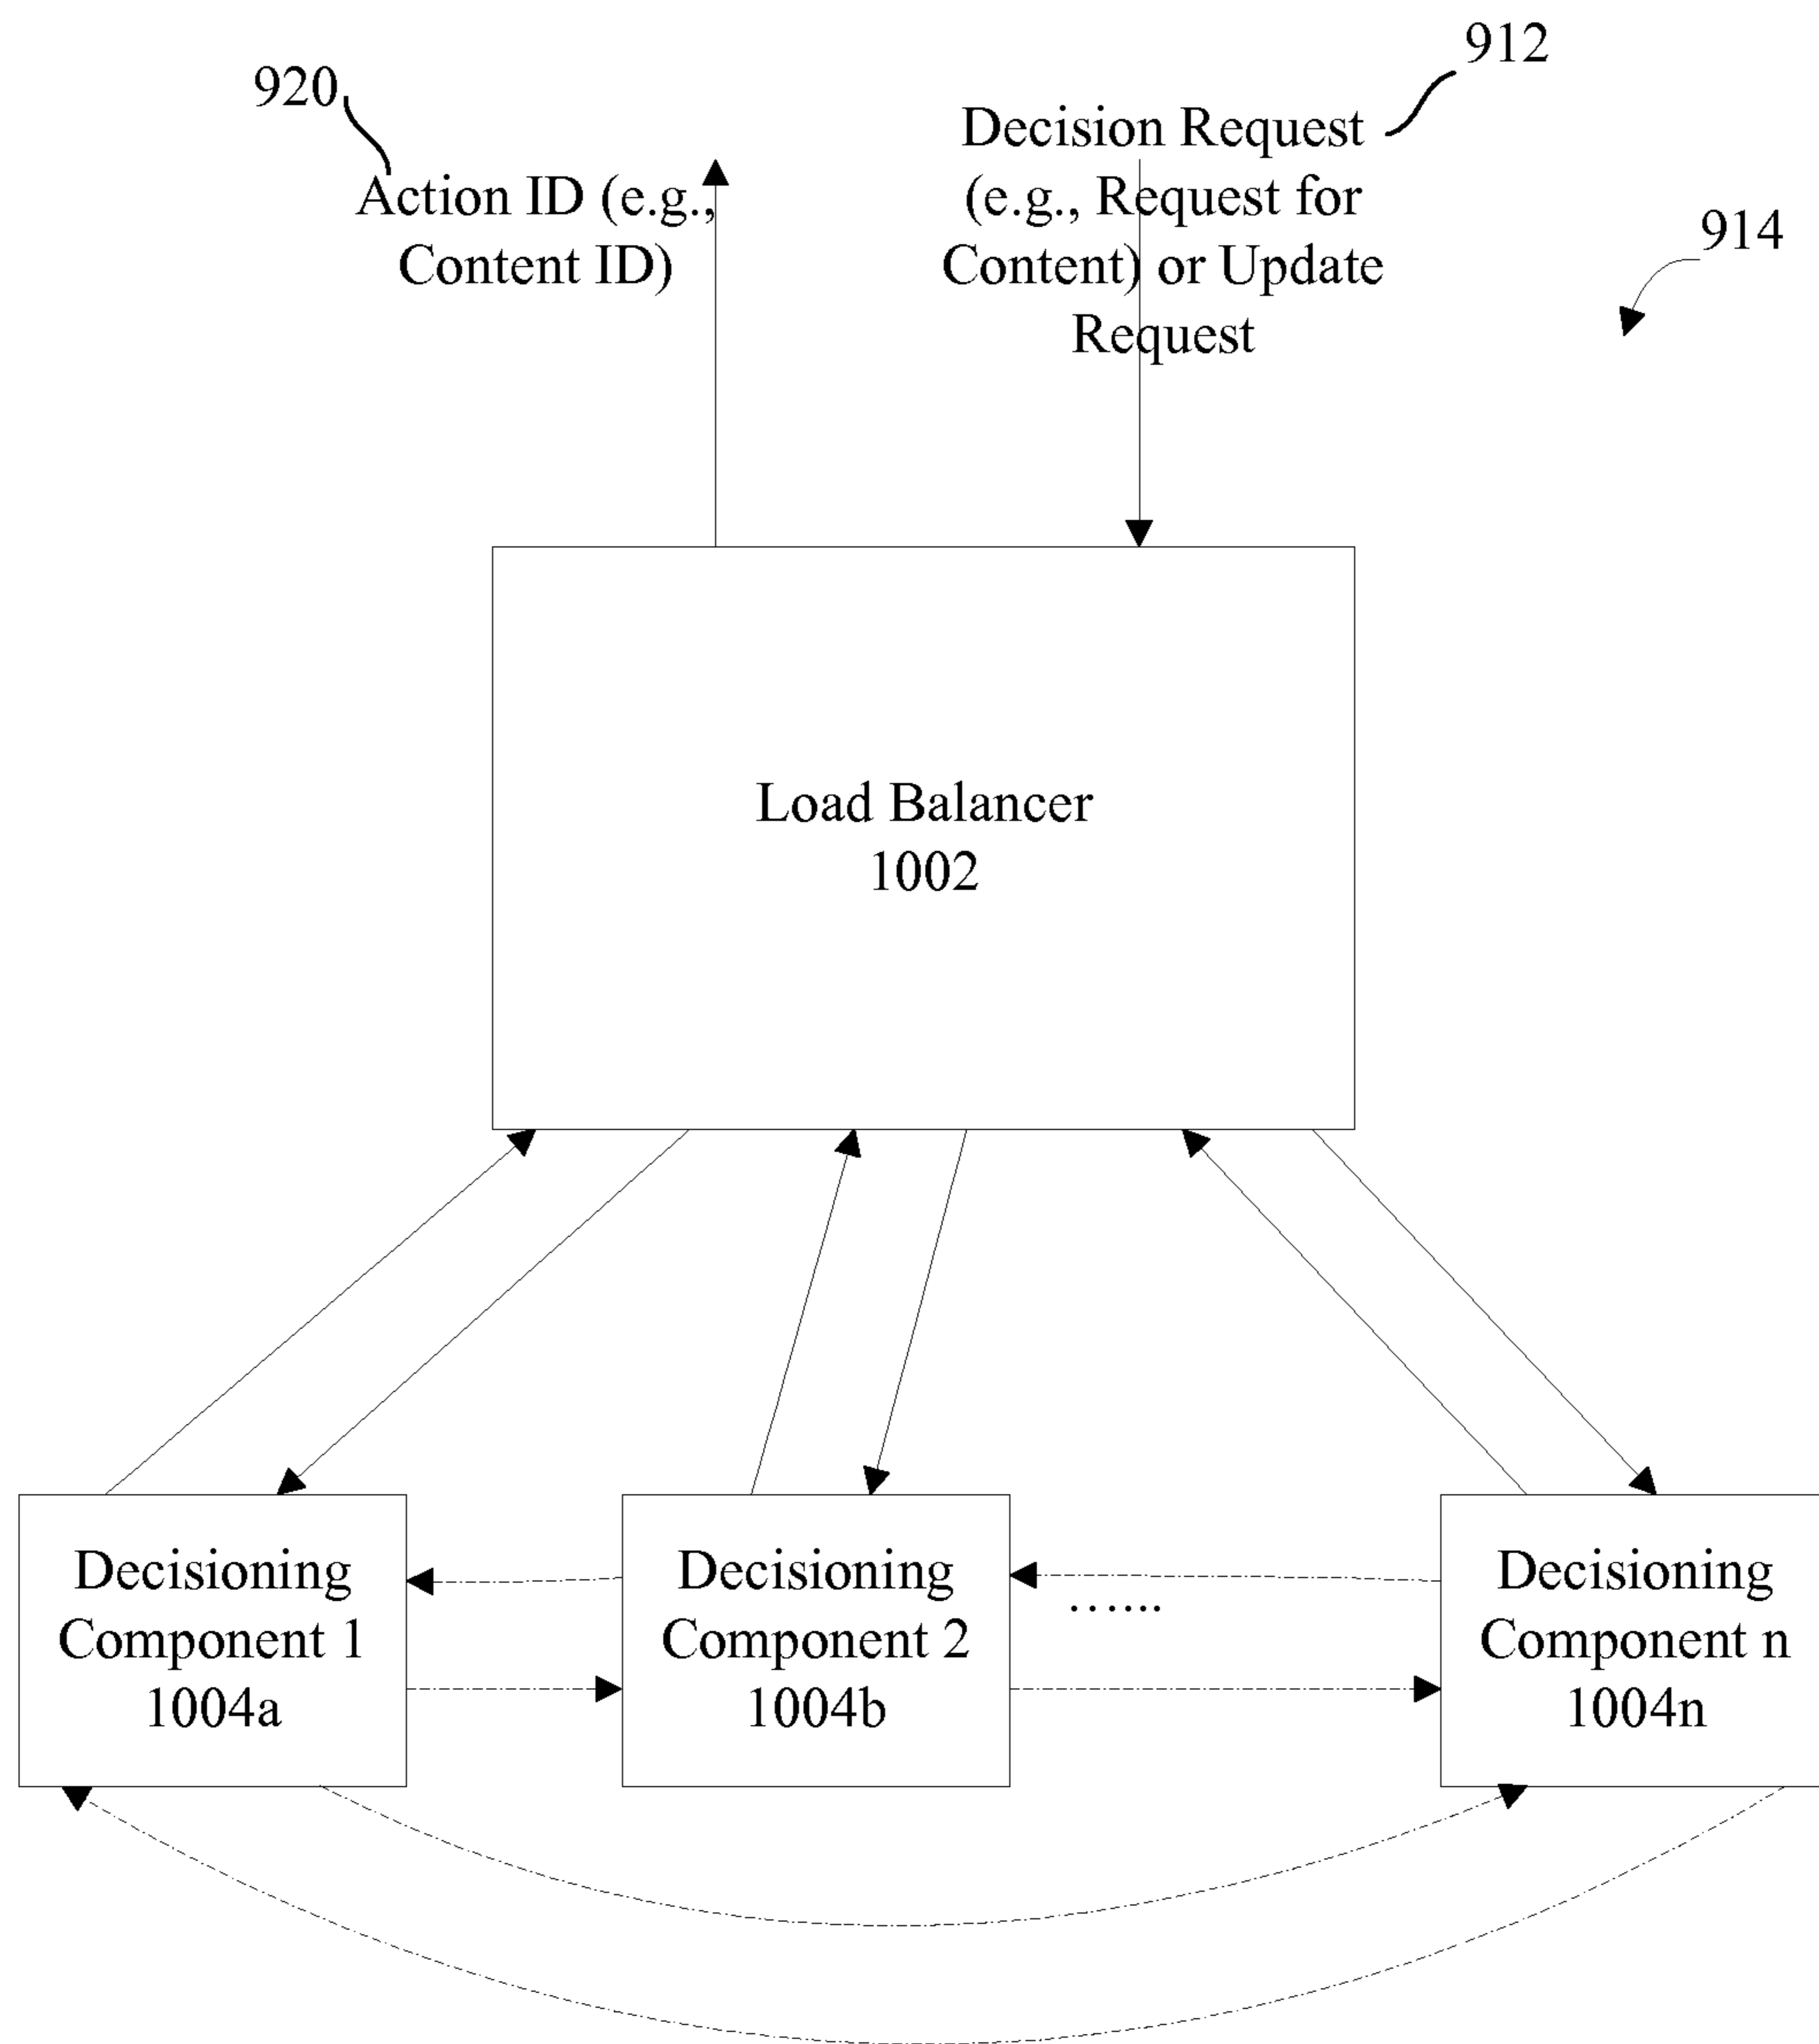 912
920
Decision Request
Action ID (e.g.,
(e.g., Request for
914
Content ID)
Content) or Update
Request
Load Balancer
1002
Decisioning
Component 1
1004a
Decisioning
Component 2
1004b
......
Decisioning
Component n
1004n